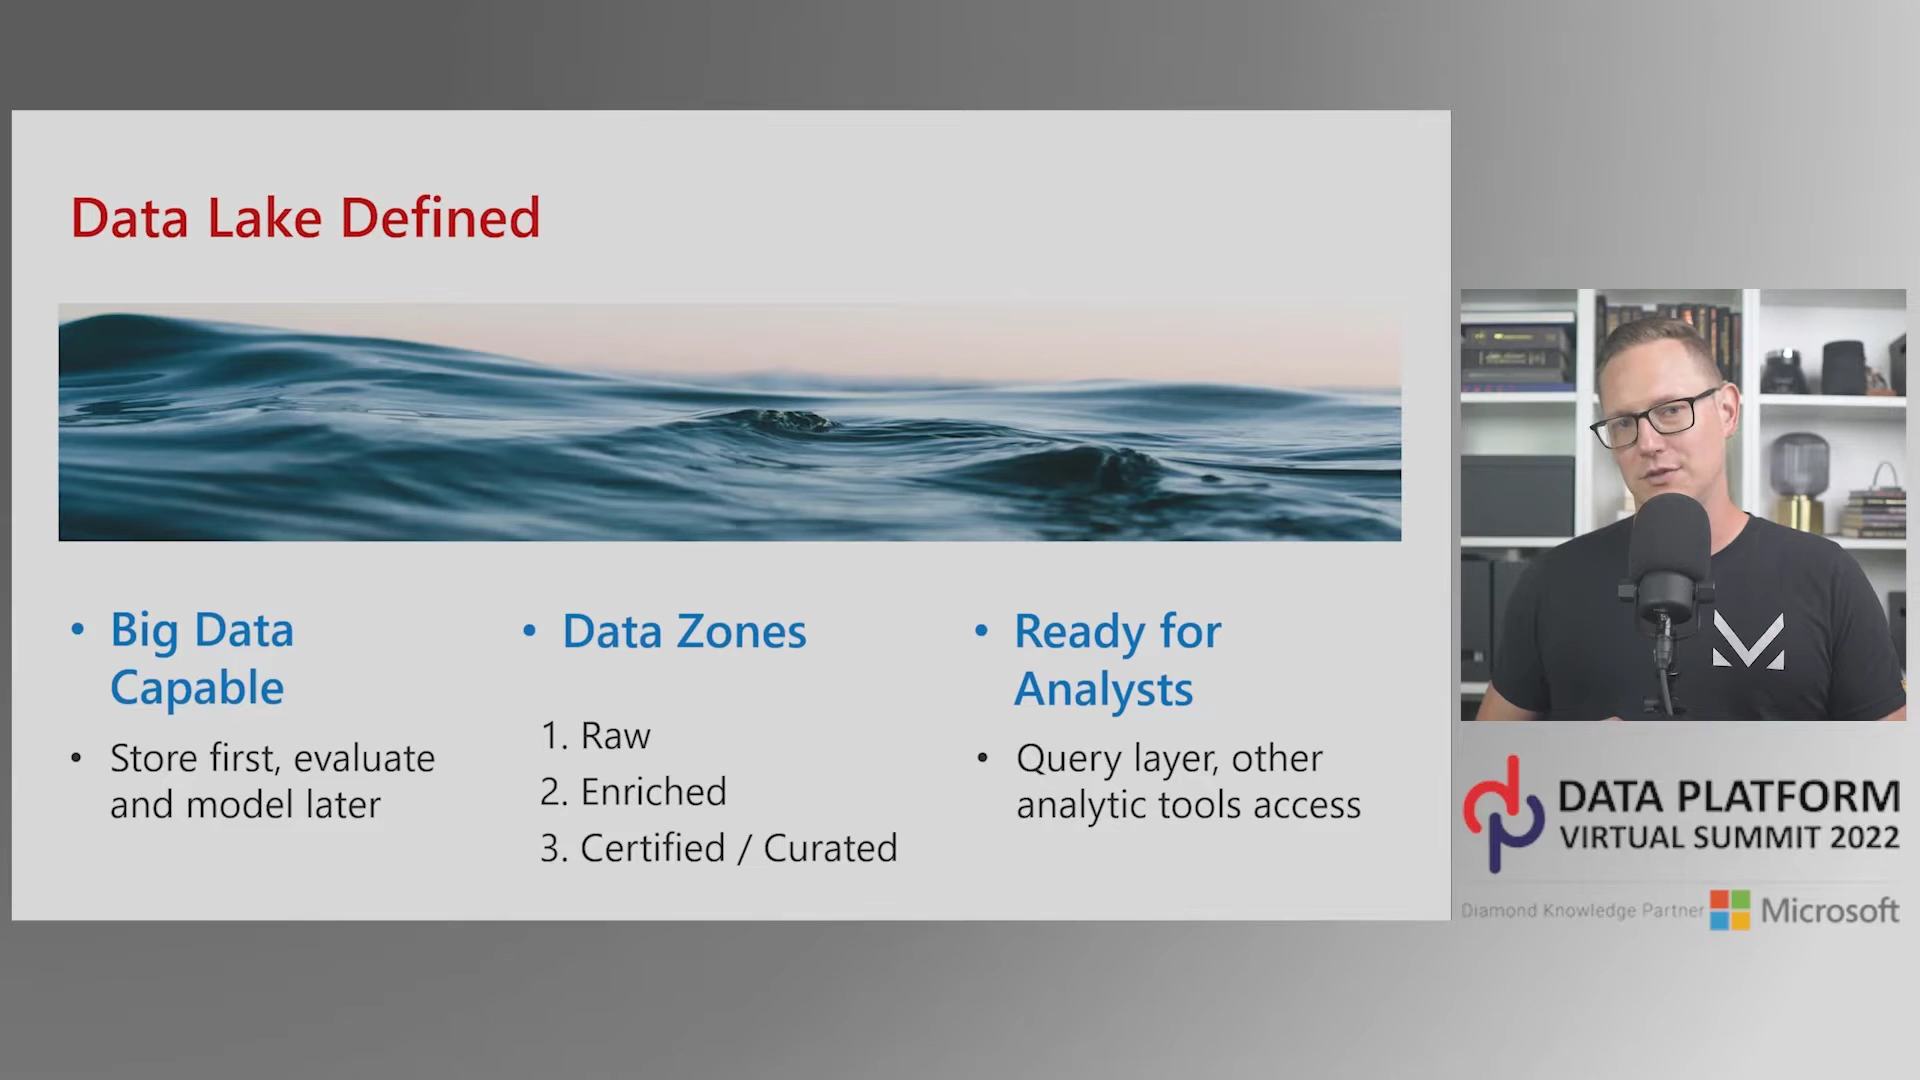 Data Lake Defined
• Big Data
Capable
• Store first, evaluate
and model later
• Data Zones
1. Raw
2. Enriched
3. Certified / Curated
• Ready for
Analysts
• Query layer, other
analytic tools access
DATA PLATFORM
VIRTUAL SUMMIT 2022
Diamond Knowledge Partner Microsoft